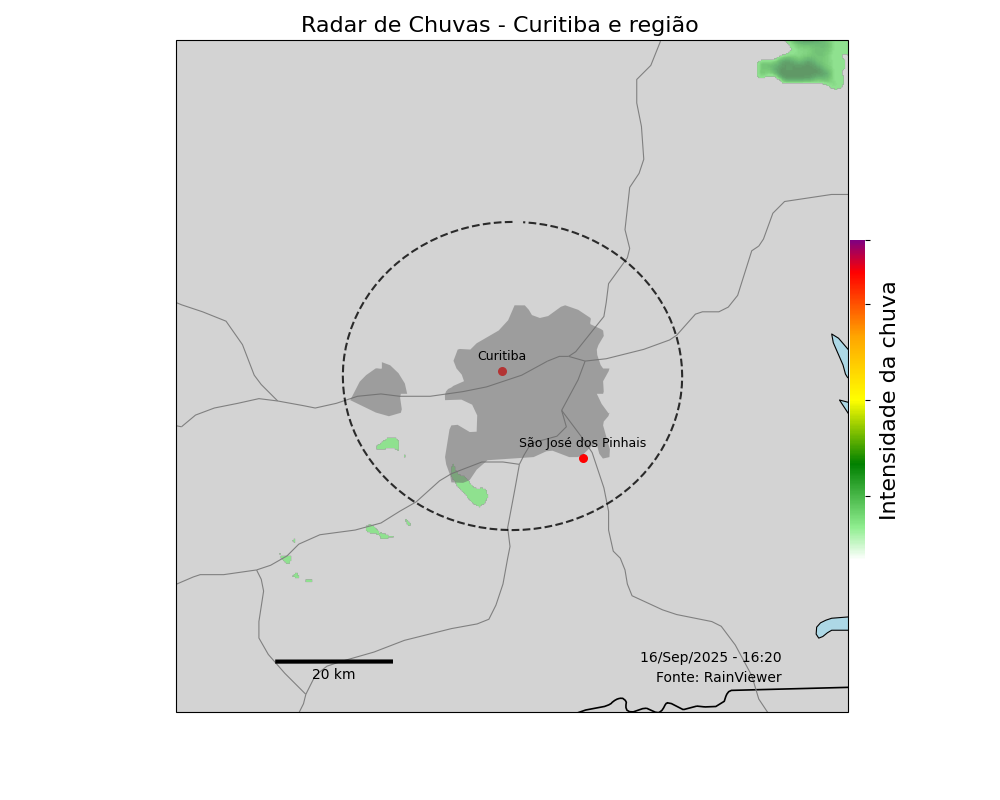 Radar de Chuvas - Curitiba e região
Curitiba
São José dos Pinhais
Intensidade da chuva
16/Sep/2025 - 16:20
Fonte: RainViewer
20 km